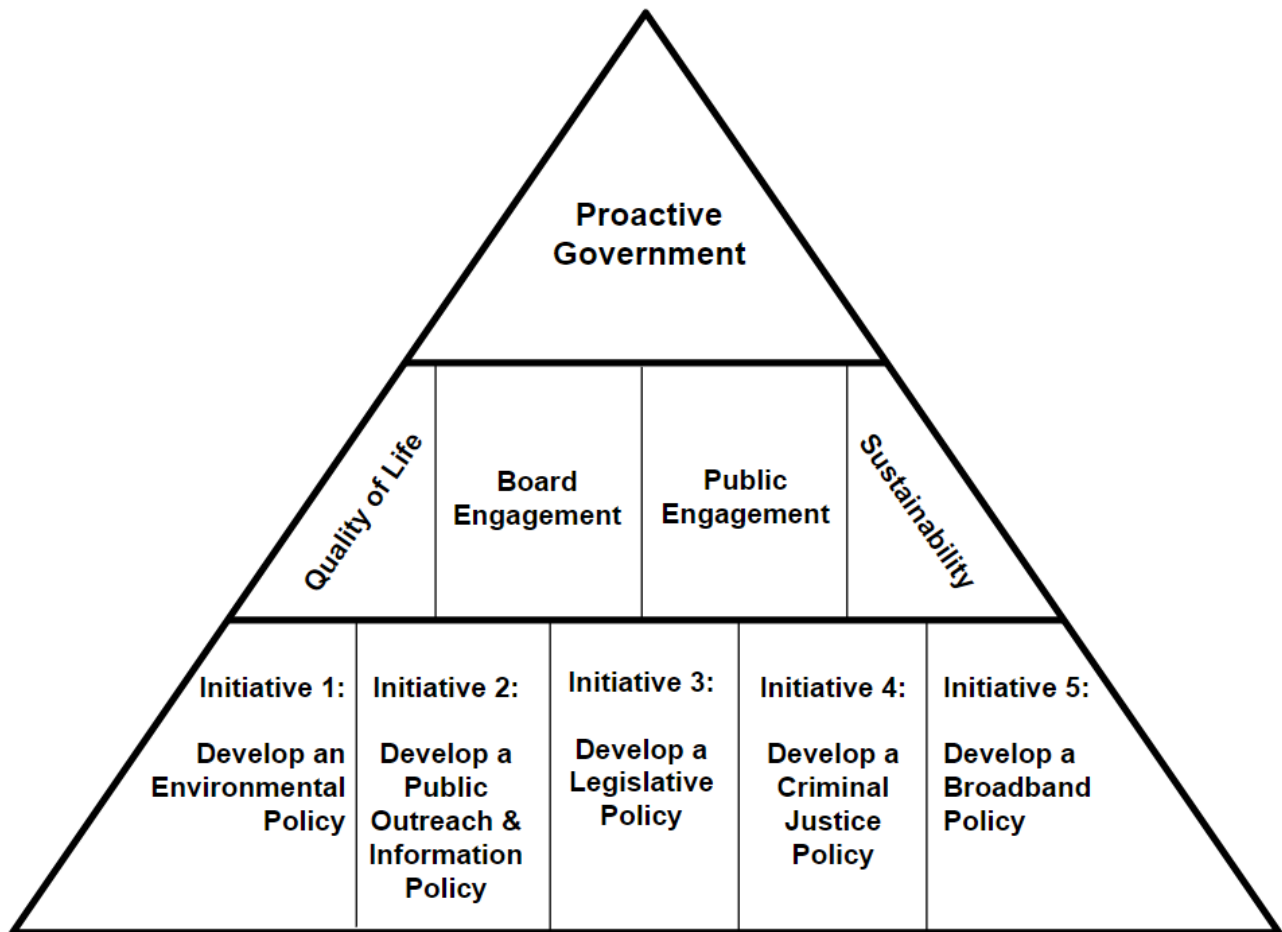 Proactive
Government
Quality of Life
Board
Engagement
Public
Engagement
Sustainability
Initiative 1:
Develop an
Environmental
Policy
Initiative 2:
Develop a
Public
Outreach &
Information
Policy
Initiative 3:
Develop a
Legislative
Policy
Initiative 4:
Develop a
Criminal
Justice
Policy
Initiative 5:
Develop a
Broadband
Policy